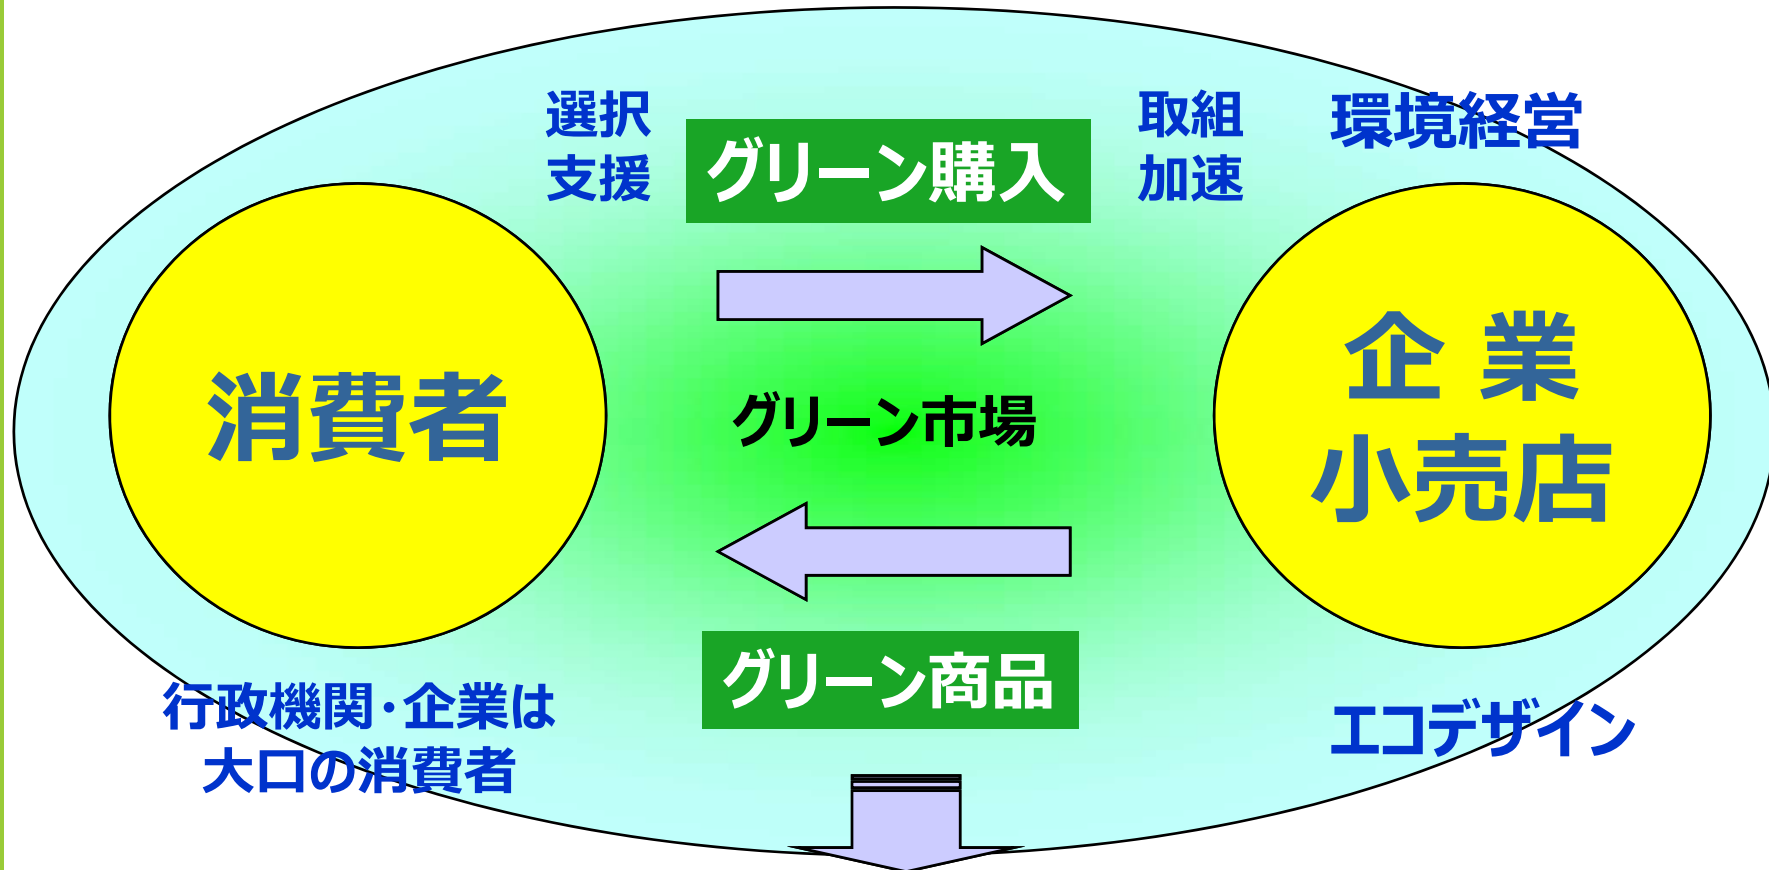 選択
支援
グリーン購入
取組
加速
環境経営
消費者
グリーン市場
企 業
小売店
グリーン商品
行政機関・企業は
大口の消費者
エコデザイン